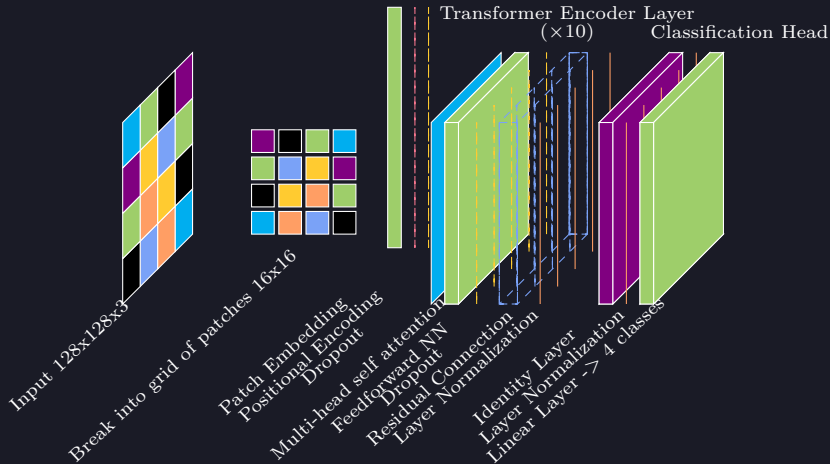 Transformer Encoder Layer
(×10)
Classification Head
Input 128x128x3
Break into grid of patches 16x16
Patch Embedding
Positional Encoding
Dropout
Multi-head self attention
Feedforward NN
Dropout
Residual Connection
Layer Normalization
Identity Layer
Layer Normalization
Linear Layer -> 4 classes